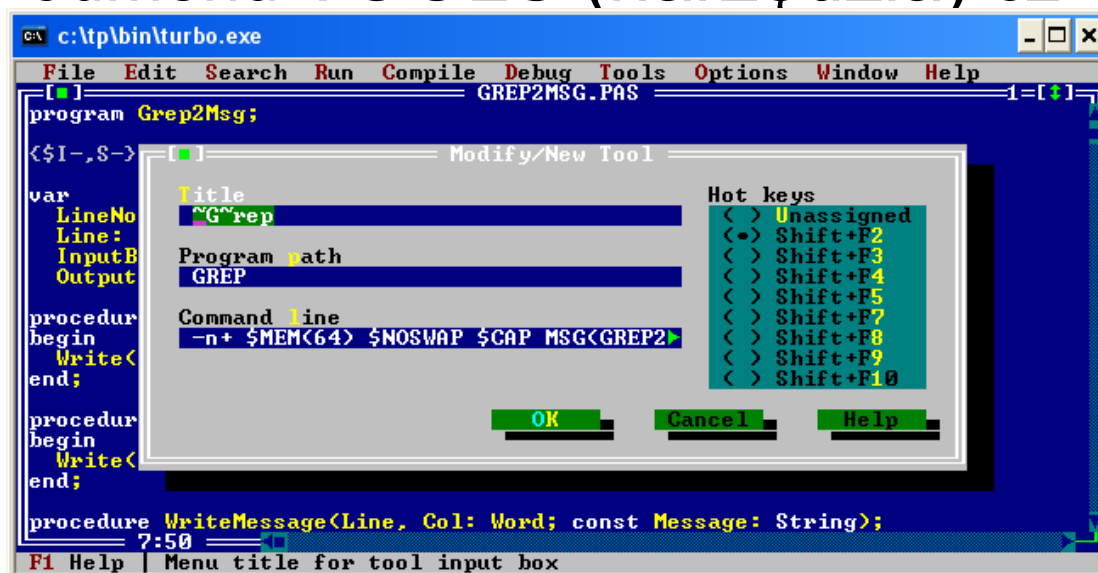 c:\tp\bin\turbo.exe
File Edit Search Run Compile Debug Tools Options Window Help
GREP2MSG.PAS 1=[↕]
program Grep2Msg;
{$I-,S-}
Modify/New Tool
var
Title
Hot keys
LineNo
~G~rep
( ) Unassigned
Line:
(•) Shift+F2
InputB
Program path
( ) Shift+F3
Output
GREP
( ) Shift+F4
( ) Shift+F5
procedur
Command line
( ) Shift+F7
begin
-n+ $MEM(64) $NOSWAP $CAP MSG(GREP2
( ) Shift+F8
Write(
( ) Shift+F9
end;
( ) Shift+F10
procedur
OK Cancel Help
begin
Write(
end;
procedure WriteMessage(Line, Col: Word; const Message: String);
7:50
F1 Help | Menu title for tool input box